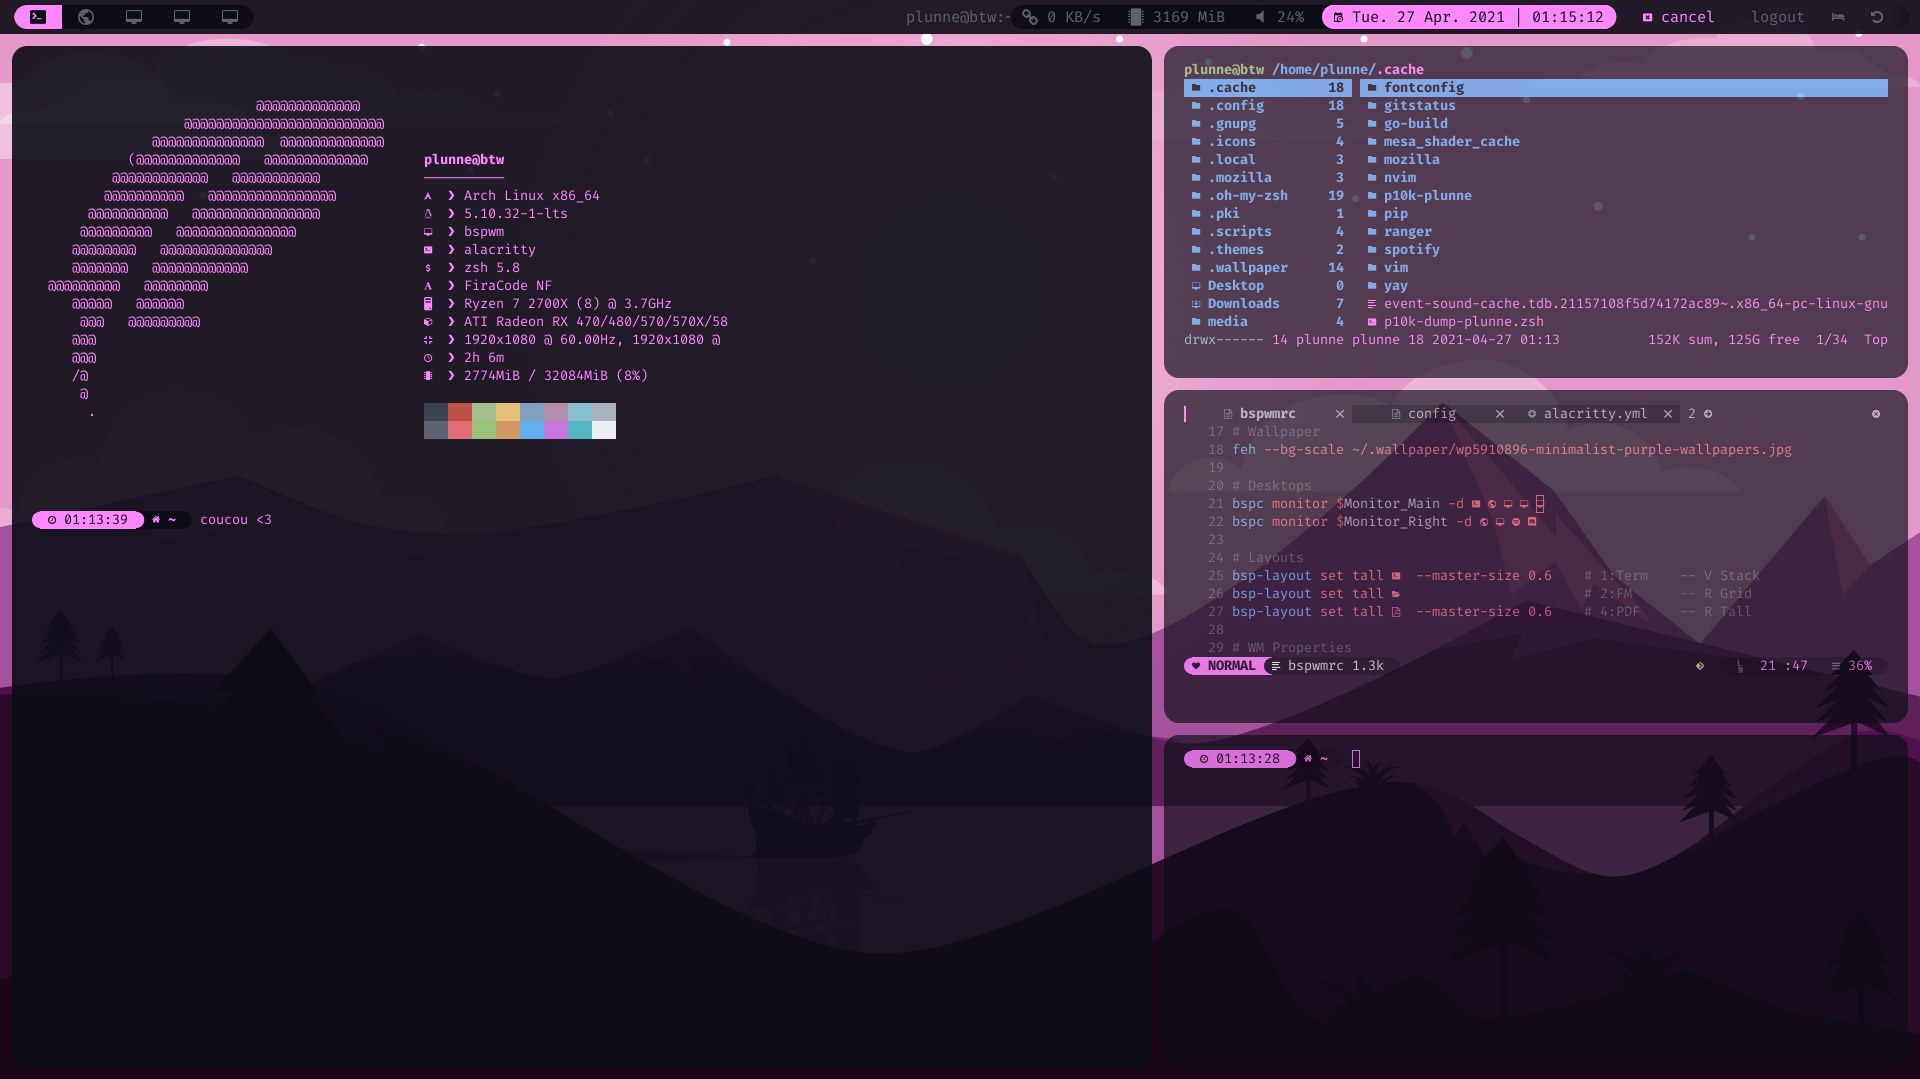 plunne@btw:~ 0 KB/s 3169 MiB 24% Tue. 27 Apr. 2021 | 01:15:12 cancel logout
@@@@@@@@@@@@@
@@@@@@@@@@@@@@@@@@@@@@@@@
@@@@@@@@@@@@@@ @@@@@@@@@@@@@
(@@@@@@@@@@@@@ @@@@@@@@@@@@@
@@@@@@@@@@@@ @@@@@@@@@@@
@@@@@@@@@@ @@@@@@@@@@@@@@@@
@@@@@@@@@@ @@@@@@@@@@@@@@@@
@@@@@@@@@ @@@@@@@@@@@@@@@
@@@@@@@@ @@@@@@@@@@@@@@
@@@@@@@ @@@@@@@@@@@@
@@@@@@@@@ @@@@@@@@
@@@@@ @@@@@@
@@@ @@@@@@@@@
@@@
@@@
/@
@
.
plunne@btw
❯ Arch Linux x86_64
❯ 5.10.32-1-lts
❯ bspwm
❯ alacritty
$ ❯ zsh 5.8
❯ FiraCode NF
❯ Ryzen 7 2700X (8) @ 3.7GHz
❯ ATI Radeon RX 470/480/570/570X/58
❯ 1920x1080 @ 60.00Hz, 1920x1080 @
❯ 2h 6m
❯ 2774MiB / 32084MiB (8%)
01:13:39 ~ coucou <3
plunne@btw /home/plunne/.cache
.cache 18 fontconfig
.config 18 gitstatus
.gnupg 5 go-build
.icons 4 mesa_shader_cache
.local 3 mozilla
.mozilla 3 nvim
.oh-my-zsh 19 p10k-plunne
.pki 1 pip
.scripts 4 ranger
.themes 2 spotify
.wallpaper 14 vim
Desktop 0 yay
Downloads 7 event-sound-cache.tdb.21157108f5d74172ac89~.x86_64-pc-linux-gnu
media 4 p10k-dump-plunne.zsh
drwx------ 14 plunne plunne 18 2021-04-27 01:13 152K sum, 125G free 1/34 Top
bspwmrc × config × alacritty.yml × 2
17 # Wallpaper
18 feh --bg-scale ~/.wallpaper/wp5910896-minimalist-purple-wallpapers.jpg
19
20 # Desktops
21 bspc monitor $Monitor_Main -d
22 bspc monitor $Monitor_Right -d
23
24 # Layouts
25 bsp-layout set tall --master-size 0.6 # 1:Term -- V Stack
26 bsp-layout set tall # 2:FM -- R Grid
27 bsp-layout set tall --master-size 0.6 # 4:PDF -- R Tall
28
29 # WM Properties
NORMAL bspwmrc 1.3k 21 :47 36%
01:13:28 ~